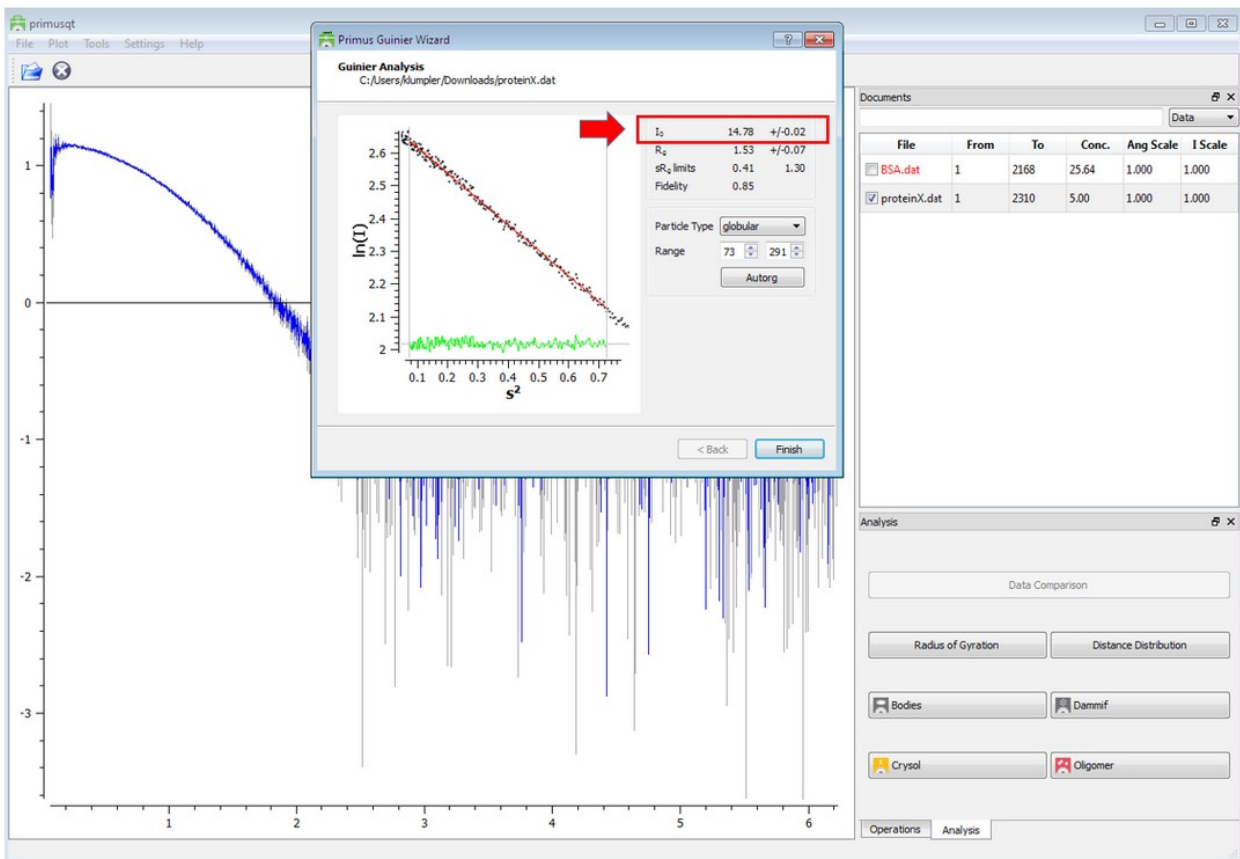 primusqt
File Plot Tools Settings Help
Primus Guinier Wizard
Guinier Analysis
C:/Users/klumpler/Downloads/proteinX.dat
I₀ 14.78 +/-0.02
Rg 1.53 +/-0.07
sRg limits 0.41 1.30
Fidelity 0.85
Particle Type globular
Range 73 291
Autorg
ln(I)
2.6
2.5
2.4
2.3
2.2
2.1
2
0.1 0.2 0.3 0.4 0.5 0.6 0.7
s²
< Back Finish
1
0
-1
-2
-3
1 2 3 4 5 6
Documents
Data
File From To Conc. Ang Scale I Scale
BSA.dat 1 2168 25.64 1.000 1.000
proteinX.dat 1 2310 5.00 1.000 1.000
Analysis
Data Comparison
Radius of Gyration Distance Distribution
Bodies Dammif
Crysol Oligomer
Operations Analysis